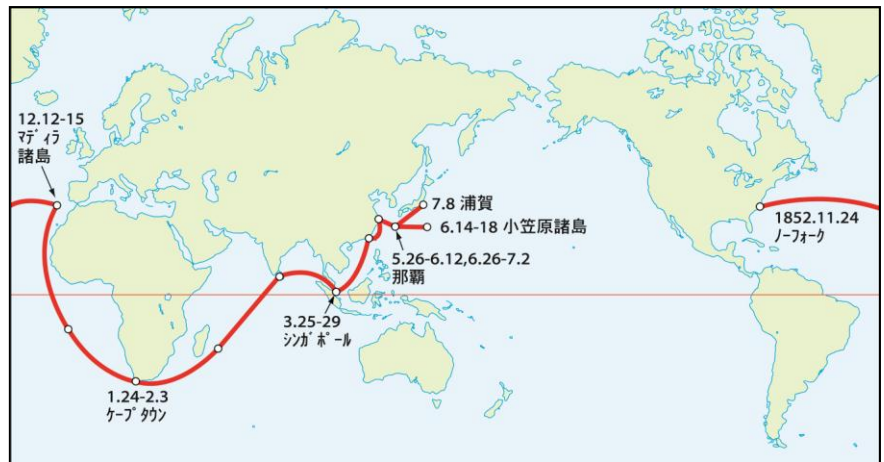 12.12-15
マディラ
諸島
7.8 浦賀
6.14-18 小笠原諸島
5.26-6.12,6.26-7.2
那覇
1852.11.24
ノーフォーク
3.25-29
シンガポール
1.24-2.3
ケープタウン